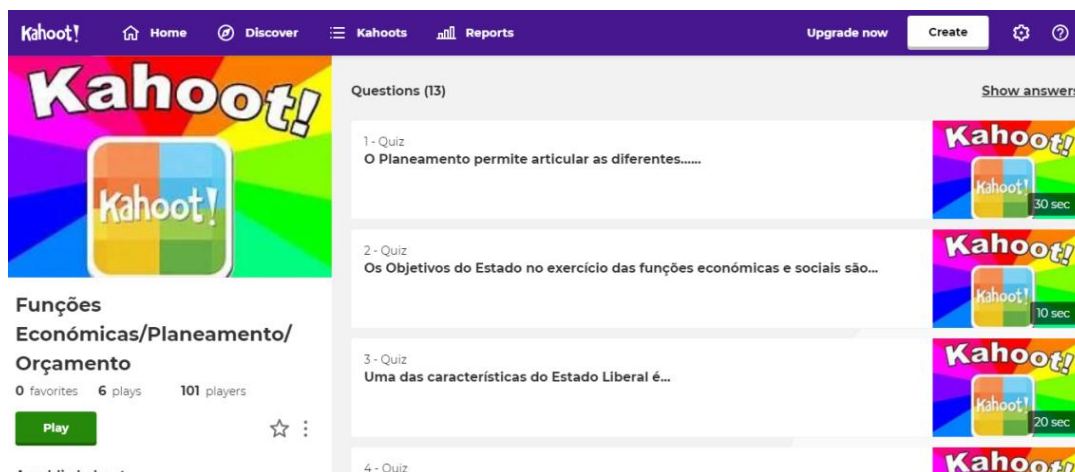 Kahoot! Home Discover Kahoots Reports Upgrade now Create
Kahoot!
Kahoot!
Funções
Económicas/Planeamento/
Orçamento
0 favorites 6 plays 101 players
Play
Questions (13) Show answers
1 - Quiz
O Planeamento permite articular as diferentes......
Kahoot!
Kahoot!
30 sec
2 - Quiz
Os Objetivos do Estado no exercício das funções económicas e sociais são...
Kahoot!
Kahoot!
10 sec
3 - Quiz
Uma das características do Estado Liberal é...
Kahoot!
Kahoot!
20 sec
4 - Quiz
Kahoot!